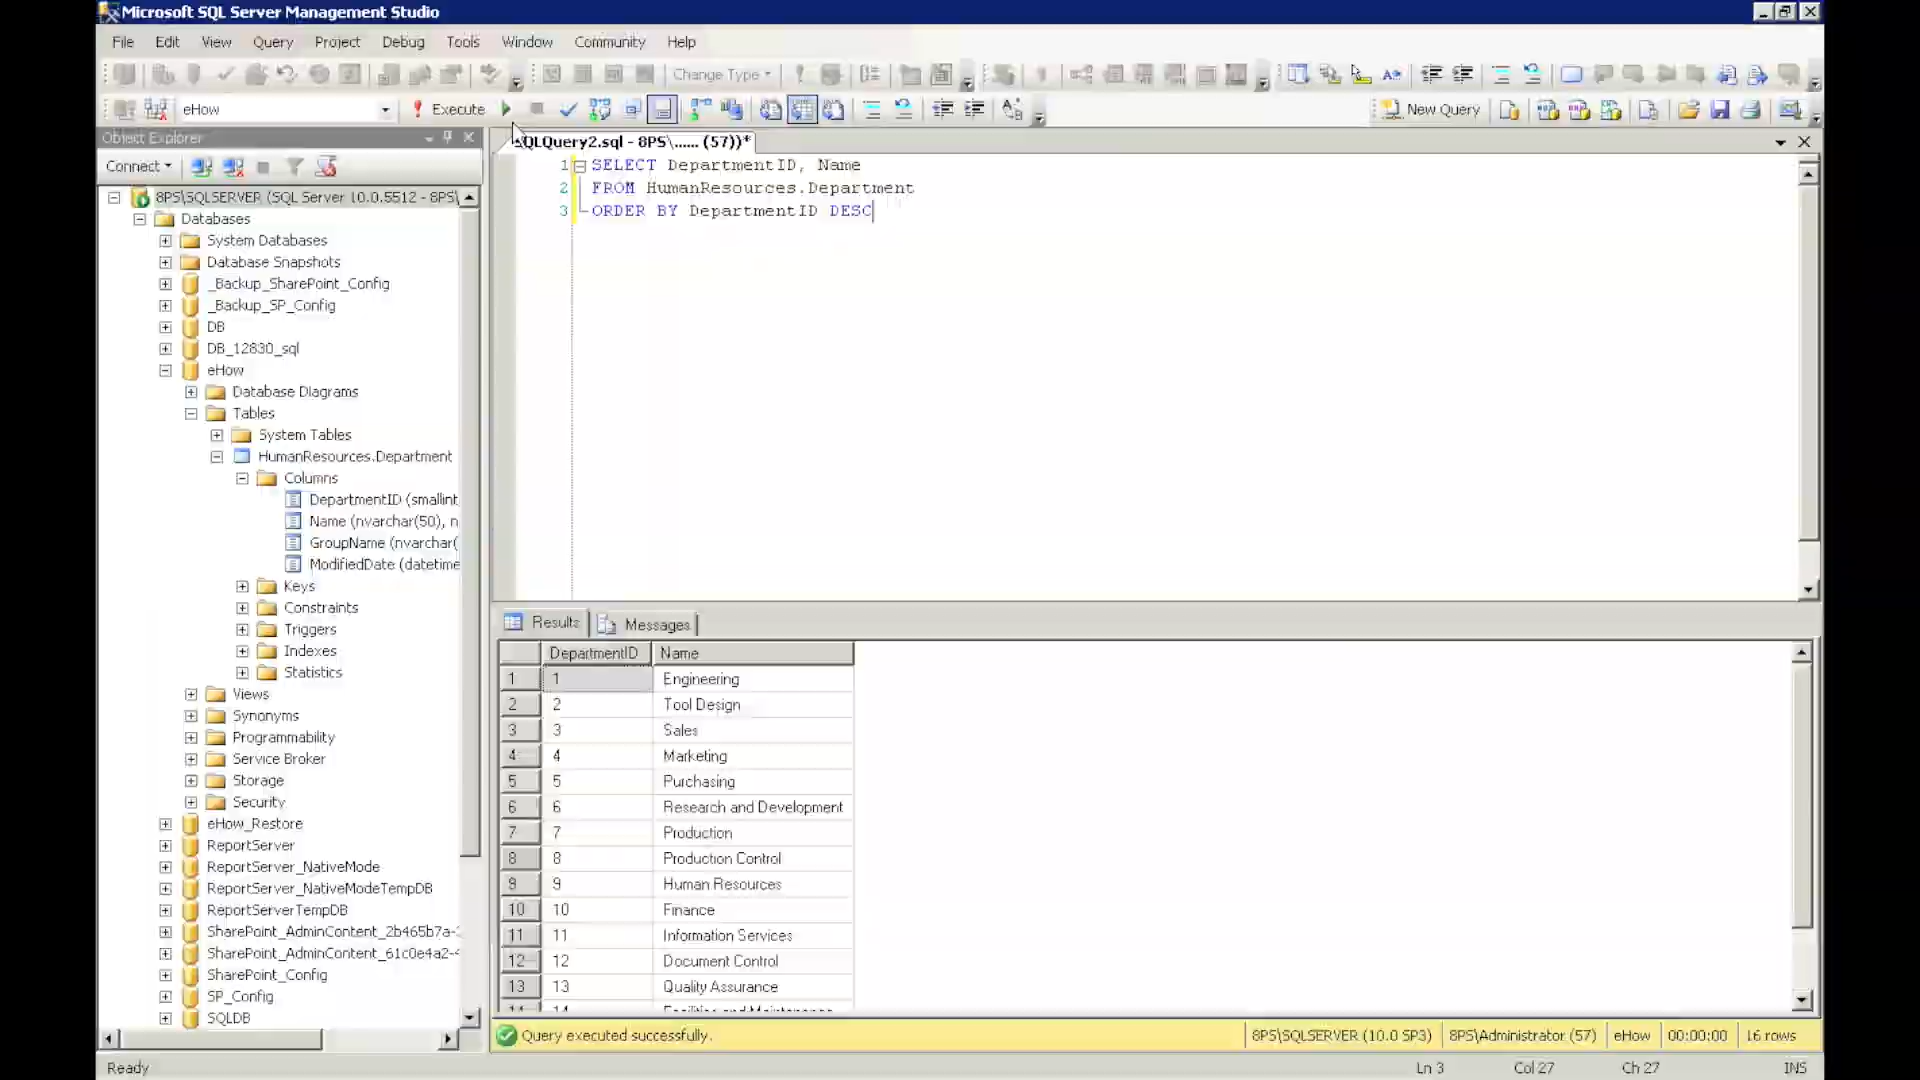 Microsoft SQL Server Management Studio
File Edit View Query Project Debug Tools Window Community Help
Change Type
eHow Execute New Query
Object Explorer
SQLQuery2.sql - 8PS\...... (57))*
Connect
8PS\SQLSERVER (SQL Server 10.0.5512 - 8PS\
Databases
System Databases
Database Snapshots
_Backup_SharePoint_Config
_Backup_SP_Config
DB
DB_12830_sql
eHow
Database Diagrams
Tables
System Tables
HumanResources.Department
Columns
DepartmentID (smallint,
Name (nvarchar(50), n
GroupName (nvarchar(
ModifiedDate (datetime
Keys
Constraints
Triggers
Indexes
Statistics
Views
Synonyms
Programmability
Service Broker
Storage
Security
eHow_Restore
ReportServer
ReportServer_NativeMode
ReportServer_NativeModeTempDB
ReportServerTempDB
SharePoint_AdminContent_2b465b7a-
SharePoint_AdminContent_61c0e4a2-4
SharePoint_Config
SP_Config
SQLDB
1 SELECT DepartmentID, Name
2 FROM HumanResources.Department
3 ORDER BY DepartmentID DESC
Results Messages
DepartmentID Name
1 1 Engineering
2 2 Tool Design
3 3 Sales
4 4 Marketing
5 5 Purchasing
6 6 Research and Development
7 7 Production
8 8 Production Control
9 9 Human Resources
10 10 Finance
11 11 Information Services
12 12 Document Control
13 13 Quality Assurance
14 14 Facilities and Maintenance
Query executed successfully. 8PS\SQLSERVER (10.0 SP3) 8PS\Administrator (57) eHow 00:00:00 16 rows
Ready Ln 3 Col 27 Ch 27 INS